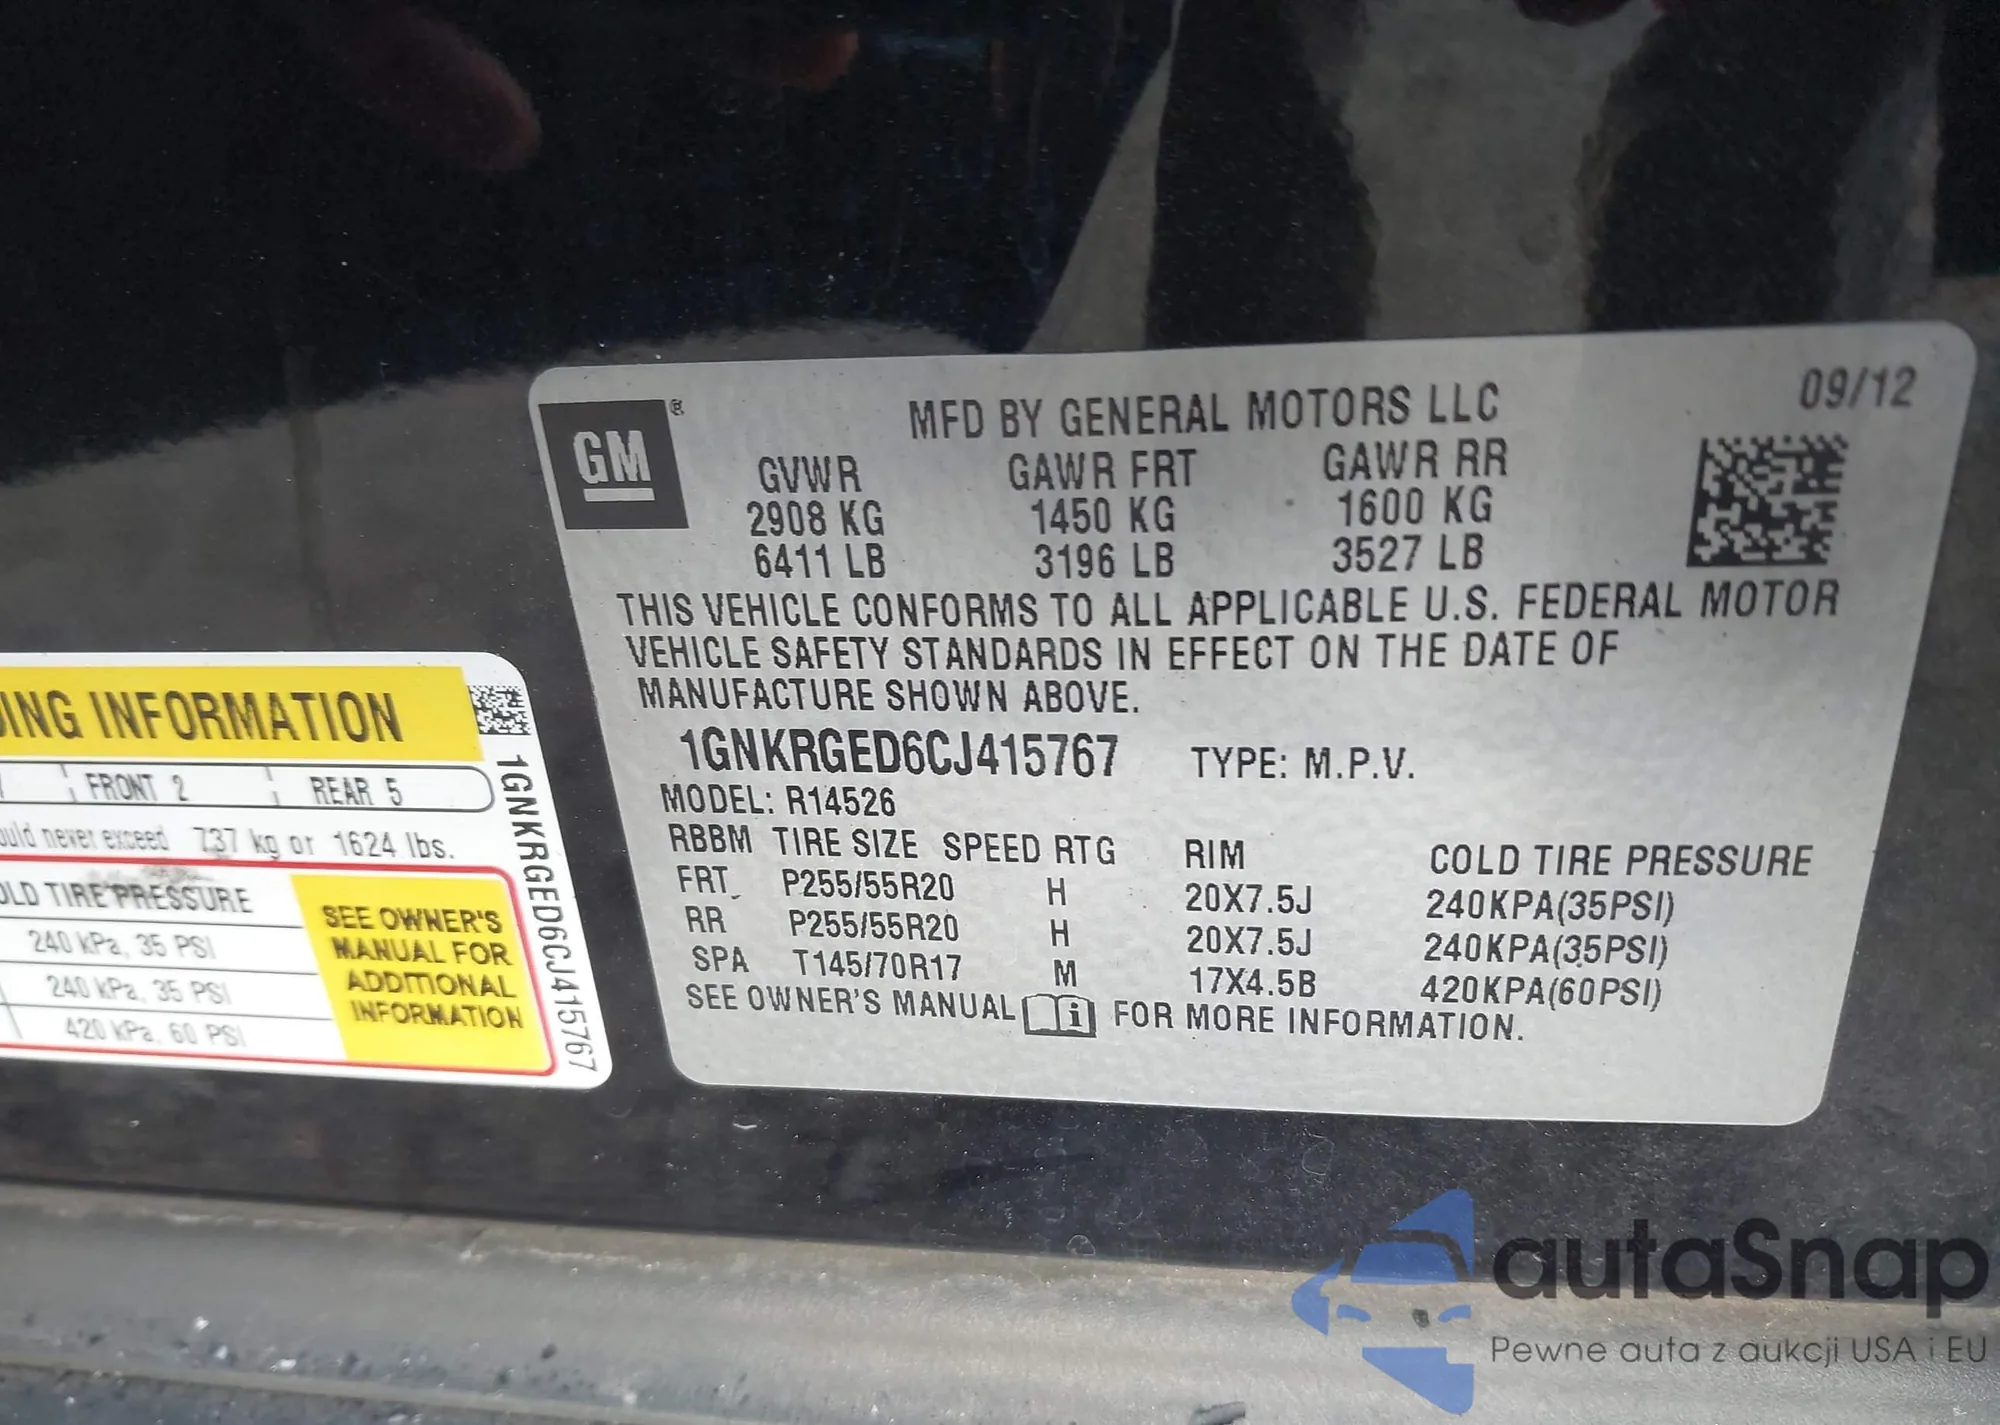 09/12
GM ®
MFD BY GENERAL MOTORS LLC
GVWR GAWR FRT GAWR RR
2908 KG 1450 KG 1600 KG
6411 LB 3196 LB 3527 LB
THIS VEHICLE CONFORMS TO ALL APPLICABLE U.S. FEDERAL MOTOR
VEHICLE SAFETY STANDARDS IN EFFECT ON THE DATE OF
MANUFACTURE SHOWN ABOVE.
1GNKRGED6CJ415767 TYPE: M.P.V.
MODEL: R14526
RBBM TIRE SIZE SPEED RTG RIM COLD TIRE PRESSURE
FRT P255/55R20 H 20X7.5J 240KPA(35PSI)
RR P255/55R20 H 20X7.5J 240KPA(35PSI)
SPA T145/70R17 M 17X4.5B 420KPA(60PSI)
SEE OWNER'S MANUAL i FOR MORE INFORMATION.
ING INFORMATION
FRONT 2 REAR 5
never exceed 737 kg or 1624 lbs.
OLD TIRE PRESSURE
240 kPa, 35 PSI
240 kPa, 35 PSI
420 kPa, 60 PSI
SEE OWNER'S
MANUAL FOR
ADDITIONAL
INFORMATION
1GNKRGED6CJ415767
autaSnap
Pewne auta z aukcji USA i EU